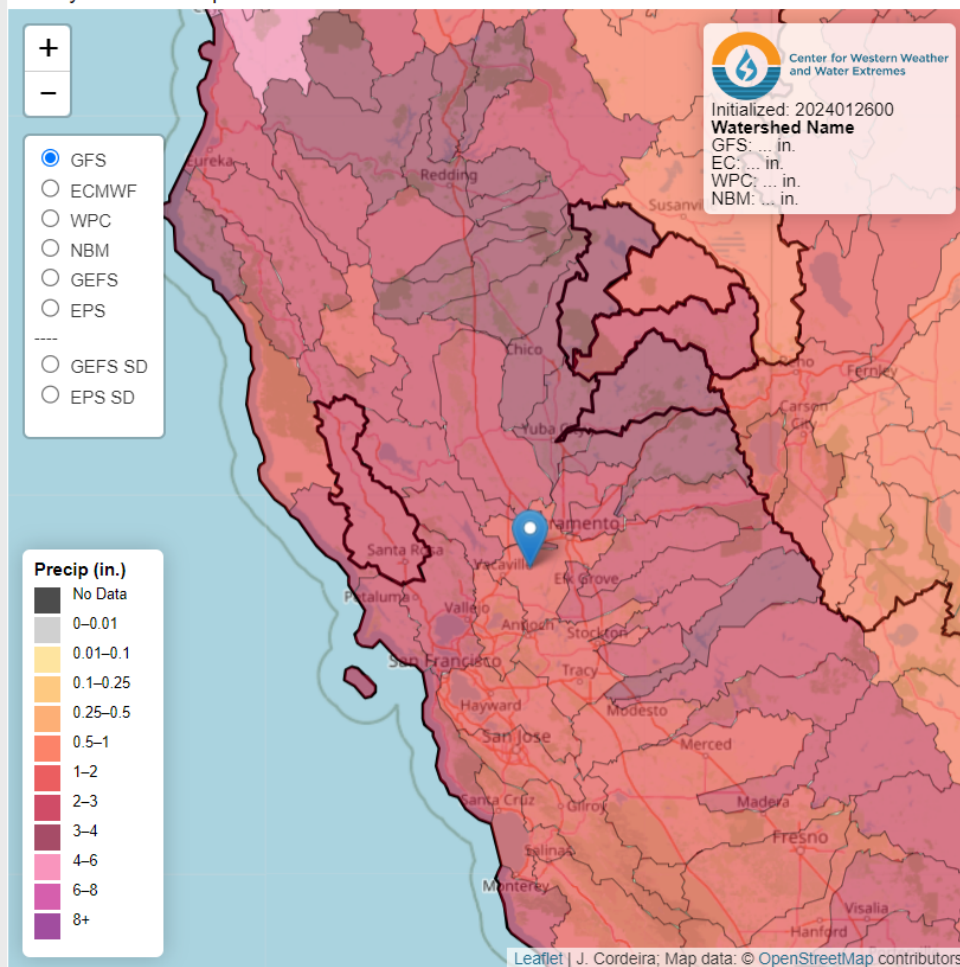 +
−
GFS
ECMWF
WPC
NBM
GEFS
EPS
----
GEFS SD
EPS SD
Center for Western Weather
and Water Extremes
Initialized: 2024012600
Watershed Name
GFS: ... in.
EC: ... in.
WPC: ... in.
NBM: ... in.
Eureka
Redding
Susanvi
Chico
Yuba
Fernley
Carson
City
ramento
Santa Rosa
Vacaville
Elk Grove
Petaluma
Vallejo
Antioch
Stockton
San Francisco
Tracy
Hayward
Modesto
San Jose
Merced
Santa Cruz
Gilroy
Madera
Fresno
Salinas
Monterey
Visalia
Hanford
Precip (in.)
No Data
0–0.01
0.01–0.1
0.1–0.25
0.25–0.5
0.5–1
1–2
2–3
3–4
4–6
6–8
8+
Leaflet | J. Cordeira; Map data: © OpenStreetMap contributors